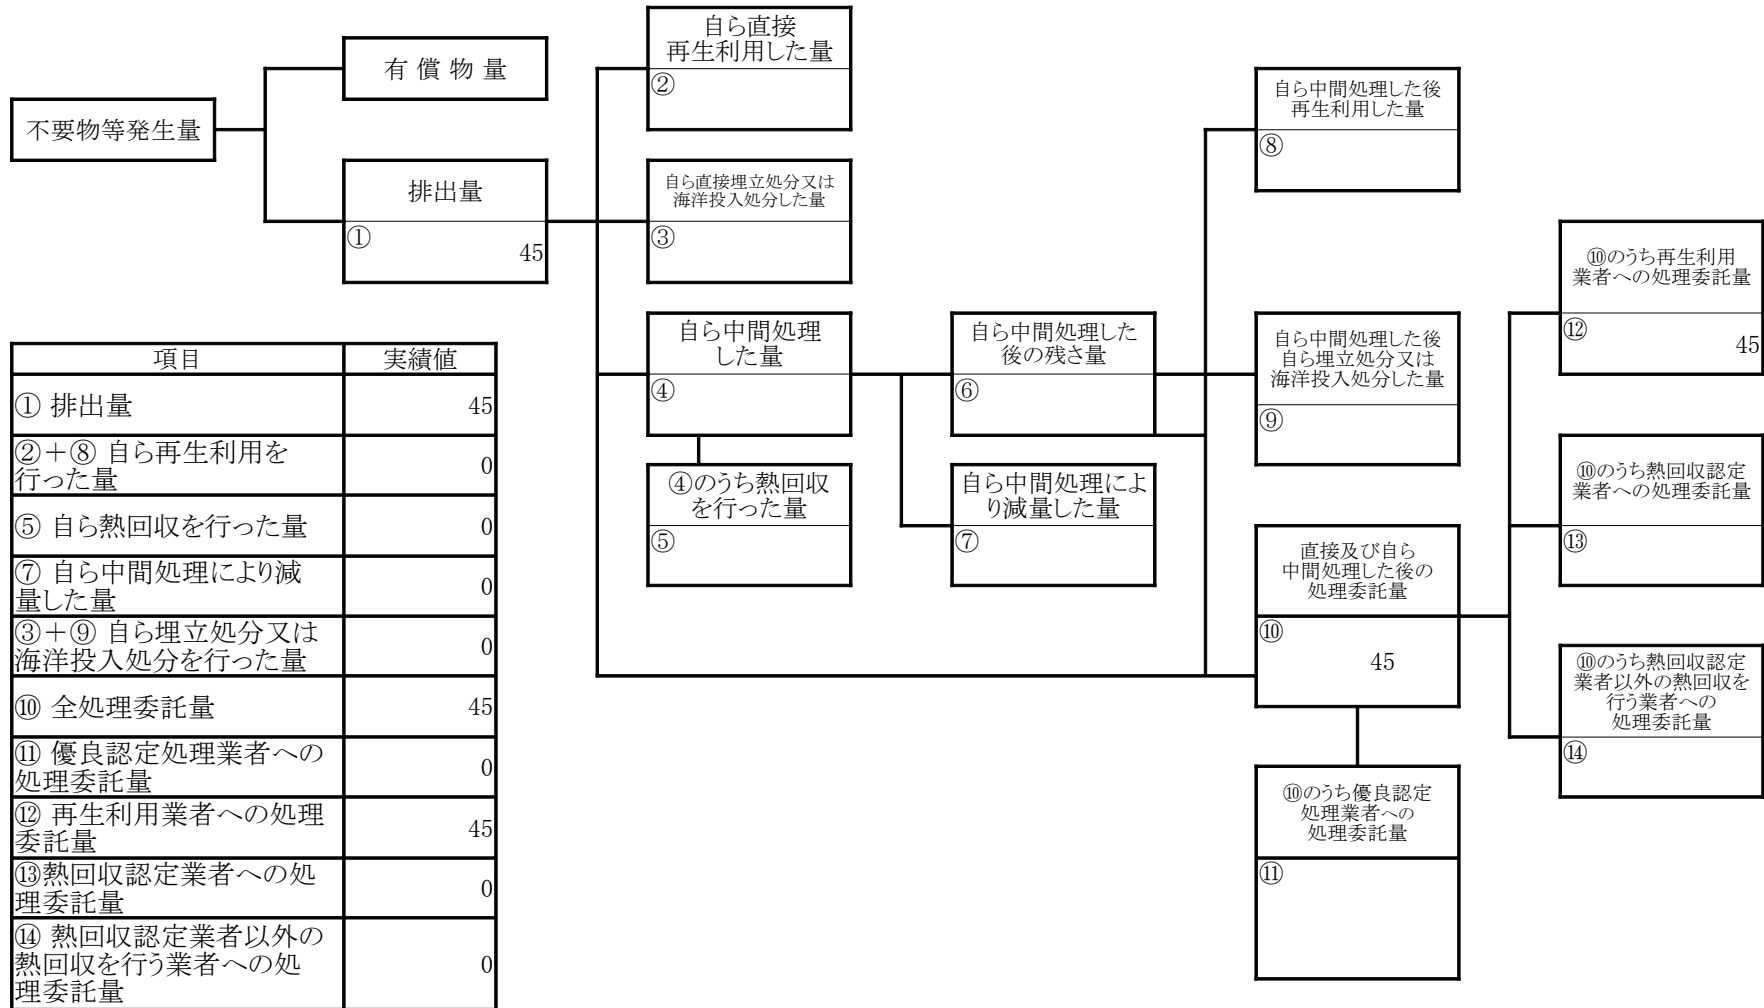 自ら直接
再生利用した量
②
有 償 物 量
不要物等発生量
排出量
①
45
自ら直接埋立処分又は
海洋投入処分した量
③
自ら中間処理した後
再生利用した量
⑧
⑩のうち再生利用
業者への処理委託量
⑫
45
自ら中間処理
した量
④
自ら中間処理した
後の残さ量
⑥
自ら中間処理した後
自ら埋立処分又は
海洋投入処分した量
⑨
④のうち熱回収
を行った量
⑤
自ら中間処理によ
り減量した量
⑦
⑩のうち熱回収認定
業者への処理委託量
⑬
直接及び自ら
中間処理した後の
処理委託量
⑩
45
⑩のうち熱回収認定
業者以外の熱回収を
行う業者への
処理委託量
⑭
⑩のうち優良認定
処理業者への
処理委託量
⑪
項目 実績値
① 排出量 45
②＋⑧ 自ら再生利用を
行った量 0
⑤ 自ら熱回収を行った量 0
⑦ 自ら中間処理により減
量した量 0
③＋⑨ 自ら埋立処分又は
海洋投入処分を行った量 0
⑩ 全処理委託量 45
⑪ 優良認定処理業者への
処理委託量 0
⑫ 再生利用業者への処理
委託量 45
⑬熱回収認定業者への処
理委託量 0
⑭ 熱回収認定業者以外の
熱回収を行う業者への処
理委託量 0